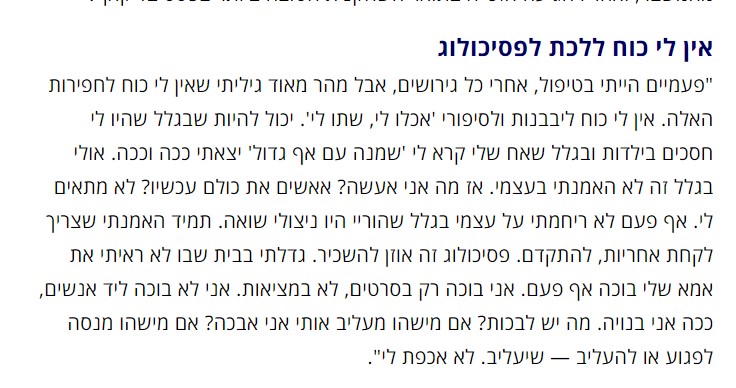 אין לי כוח ללכת לפסיכולוג
"פעמיים הייתי בטיפול, אחרי כל גירושים, אבל מהר מאוד גיליתי שאין לי כוח לחפירות
האלה. אין לי כוח ליבבנות ולסיפורי 'אכלו לי, שתו לי'. יכול להיות שבגלל שהיו לי
חסכים בילדות ובגלל שאח שלי קרא לי 'שמנה עם אף גדול' יצאתי ככה וככה. אולי
בגלל זה לא האמנתי בעצמי. אז מה אני אעשה? אאשים את כולם עכשיו? לא מתאים
לי. אף פעם לא ריחמתי על עצמי בגלל שהוריי היו ניצולי שואה. תמיד האמנתי שצריך
לקחת אחריות, להתקדם. פסיכולוג זה אוזן להשכיר. גדלתי בבית שבו לא ראיתי את
אמא שלי בוכה אף פעם. אני בוכה רק בסרטים, לא במציאות. אני לא בוכה ליד אנשים,
ככה אני בנויה. מה יש לבכות? אם מישהו מעליב אותי אני אבכה? אם מישהו מנסה
לפגוע או להעליב — שיעליב. לא אכפת לי".